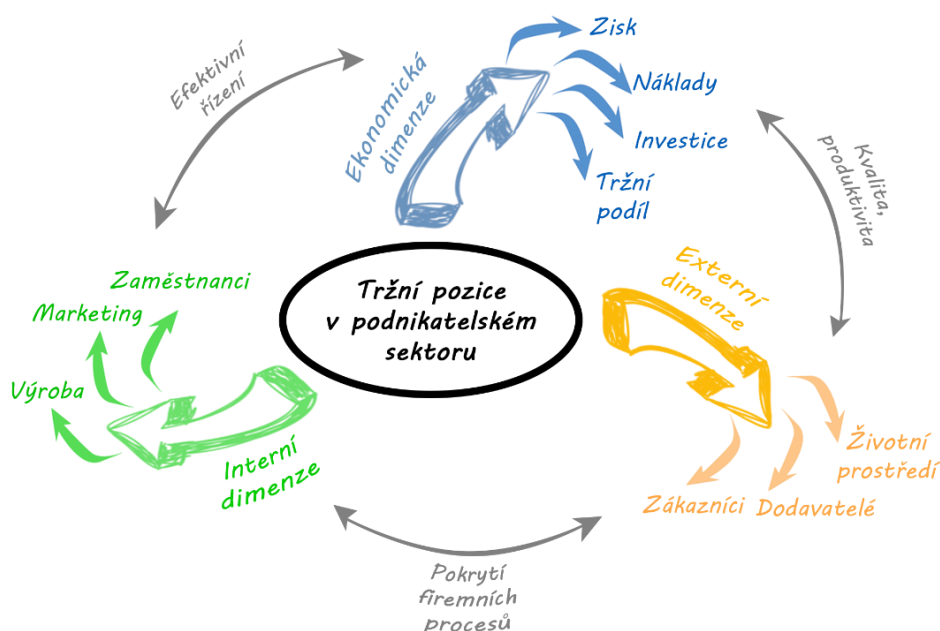 Zisk
Náklady
Investice
Tržní
podíl
Ekonomická
dimenze
Efektivní
řízení
Kvalita,
produktivita
Tržní pozice
v podnikatelském
sektoru
Externí
dimenze
Životní
prostředí
Dodavatelé
Zákazníci
Zaměstnanci
Marketing
Výroba
Interní
dimenze
Pokrytí
firemních
procesů